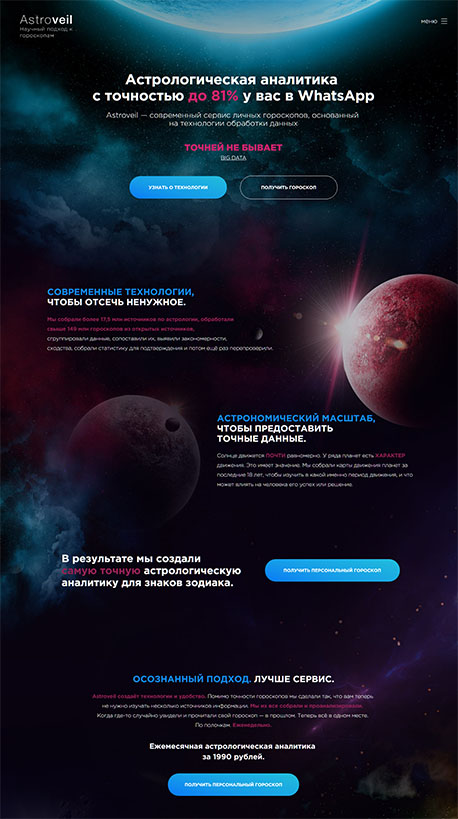 Astroveil
Научный подход к
гороскопам
меню
Астрологическая аналитика
с точностью до 81% у вас в WhatsApp
Astroveil — современный сервис личных гороскопов, основанный
на технологии обработки данных
ТОЧНЕЙ НЕ БЫВАЕТ
BIG DATA
УЗНАТЬ О ТЕХНОЛОГИИ
ПОЛУЧИТЬ ГОРОСКОП
СОВРЕМЕННЫЕ ТЕХНОЛОГИИ,
ЧТОБЫ ОТСЕЧЬ НЕНУЖНОЕ.
Мы собрали более 17,5 млн источников по астрологии, обработали
свыше 148 млн гороскопов из открытых источников,
сгруппировали данные, сопоставили их, выявили закономерности,
сходства, собрали статистику для подтверждения и потом ещё раз перепроверили.
АСТРОНОМИЧЕСКИЙ МАСШТАБ,
ЧТОБЫ ПРЕДОСТАВИТЬ
ТОЧНЫЕ ДАННЫЕ.
Солнце движется ПОЧТИ равномерно. У ряда планет есть ХАРАКТЕР
движения. Это имеет значение. Мы собрали карты движения планет за
последние 18 лет, чтобы изучить в какой именно период движения, и что
может влиять на человека его успех или решение.
В результате мы создали
самую точную астрологическую
аналитику для знаков зодиака.
ПОЛУЧИТЬ ПЕРСОНАЛЬНЫЙ ГОРОСКОП
ОСОЗНАННЫЙ ПОДХОД. ЛУЧШЕ СЕРВИС.
Astroveil создаёт технологии и удобство. Помимо точности гороскопов мы сделали так, что вам теперь
не нужно изучать несколько источников информации. Мы их все собрали и проанализировали.
Когда где-то случайно увидели и прочитали свой гороскоп — в прошлом. Теперь всё в одном месте.
По полочкам. Еженедельно.
Ежемесячная астрологическая аналитика
за 1990 рублей.
ПОЛУЧИТЬ ПЕРСОНАЛЬНЫЙ ГОРОСКОП